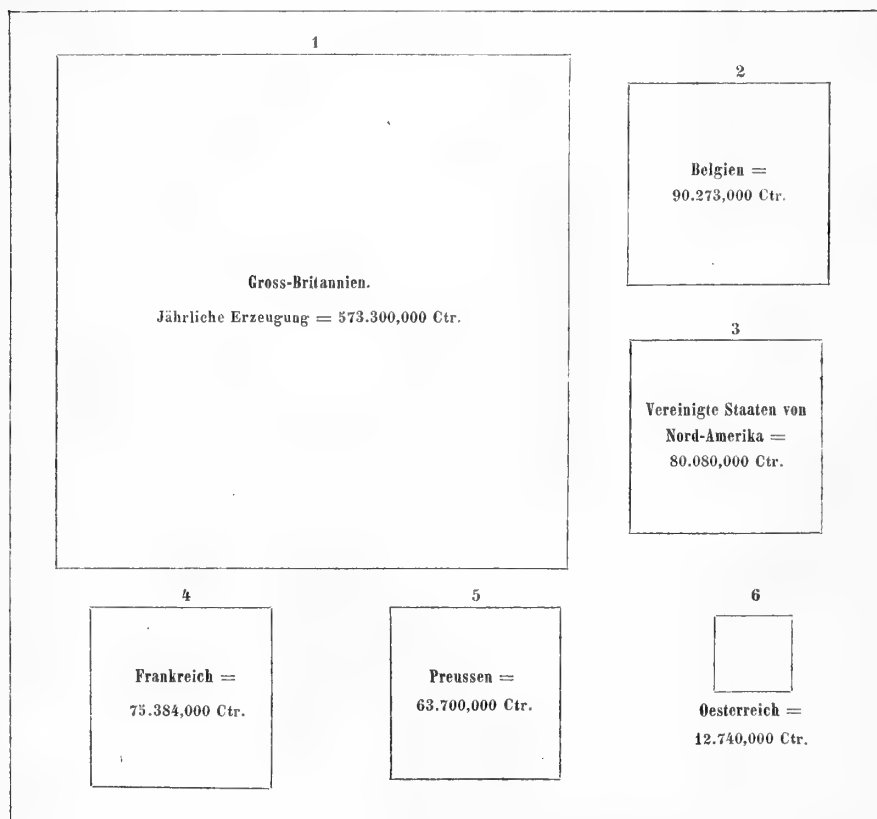 1
Gross-Britannien.
Jährliche Erzeugung = 573.300,000 Ctr.
2
Belgien =
90.273,000 Ctr.
3
Vereinigte Staaten von
Nord-Amerika =
80.080,000 Ctr.
4
Frankreich =
75.384,000 Ctr.
5
Preussen =
63.700,000 Ctr.
6
Oesterreich =
12.740,000 Ctr.